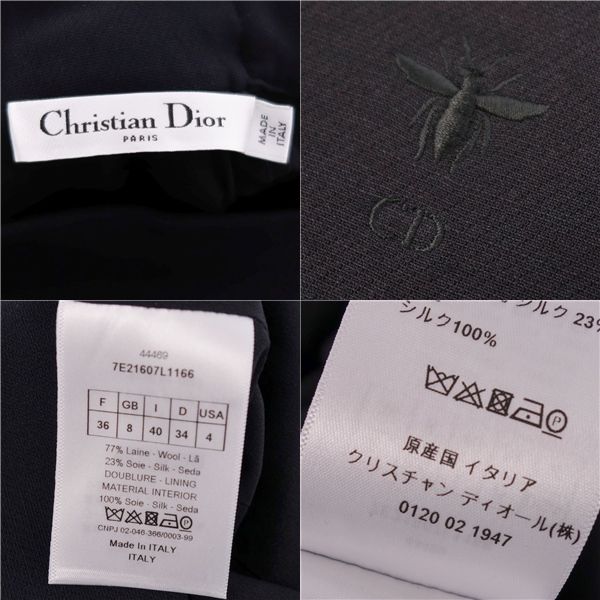 Christian Dior
PARIS
MADE
IN
ITALY
CD
44469
7E21607L1166
F GB I D USA
36 8 40 34 4
77% Laine - Wool - Lã
23% Soie - Silk - Seda
DOUBLURE - LINING
MATERIAL INTERIOR
100% Soie - Silk - Seda
CNPJ 02-046-366/0003-99
Made In ITALY
ITALY
シルク 23%
シルク100%
原産国 イタリア
クリスチャン ディオール(株)
0120 02 1947